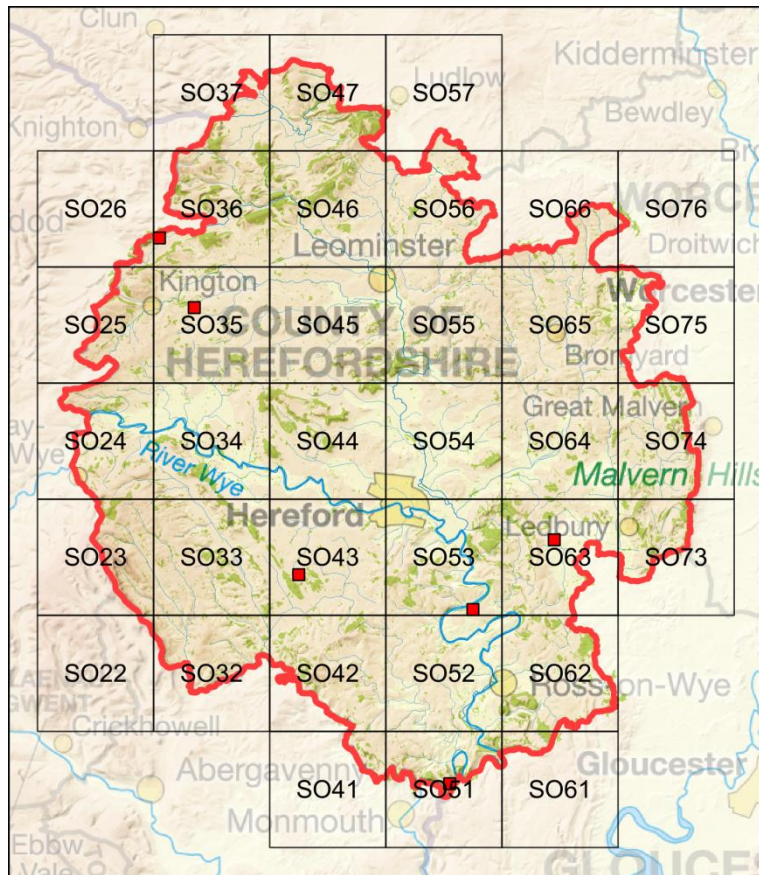 Clun
Kidderminster
Ludlow
SO37 SO47 SO57
Bewdley
Knighton
SO26 SO36 SO46 SO56 SO66 SO76
Droitwich
Leominster
Kington
Worcester
SO25 SO35 SO45 SO55 SO65 SO75
COUNTY OF
HEREFORDSHIRE
Bromyard
Great Malvern
SO24 SO34 SO44 SO54 SO64 SO74
Wye
River Wye
Malvern Hills
Hereford
Ledbury
SO23 SO33 SO43 SO53 SO63 SO73
SO22 SO32 SO42 SO52 SO62
Ross-on-Wye
Crickhowell
Gloucester
Abergavenny
SO41 SO51 SO61
Monmouth
Ebbw
Vale